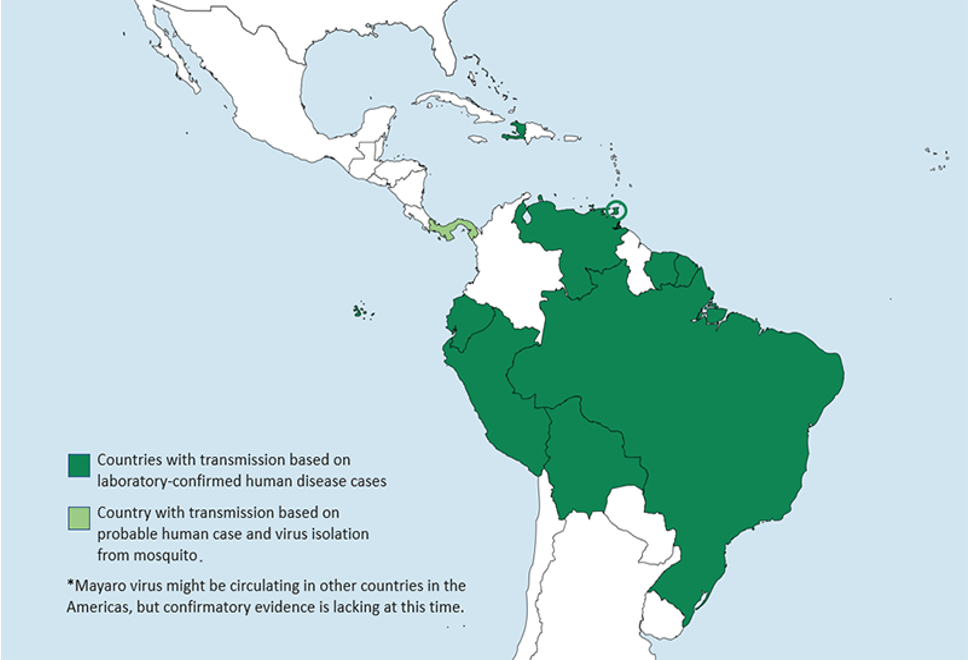 Countries with transmission based on
laboratory-confirmed human disease cases
Country with transmission based on
probable human case and virus isolation
from mosquito.
*Mayaro virus might be circulating in other countries in the
Americas, but confirmatory evidence is lacking at this time.